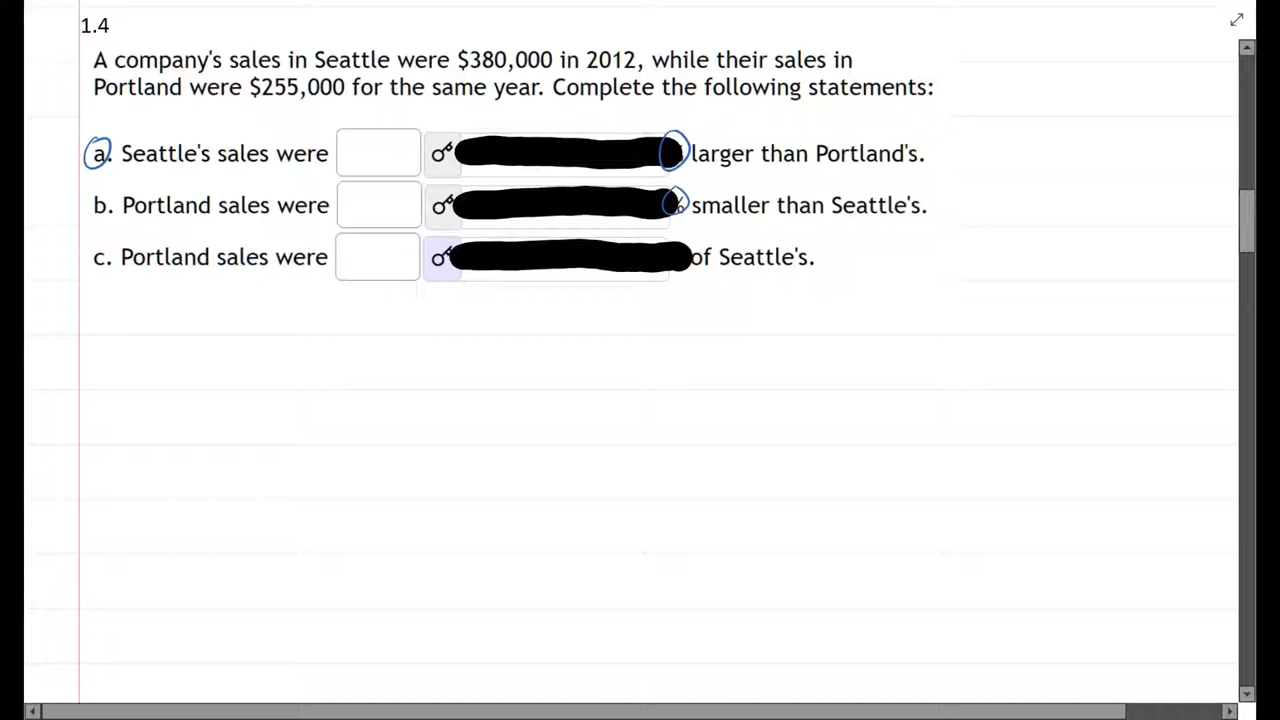 1.4
A company's sales in Seattle were $380,000 in 2012, while their sales in
Portland were $255,000 for the same year. Complete the following statements:
a. Seattle's sales were larger than Portland's.
b. Portland sales were % smaller than Seattle's.
c. Portland sales were of Seattle's.